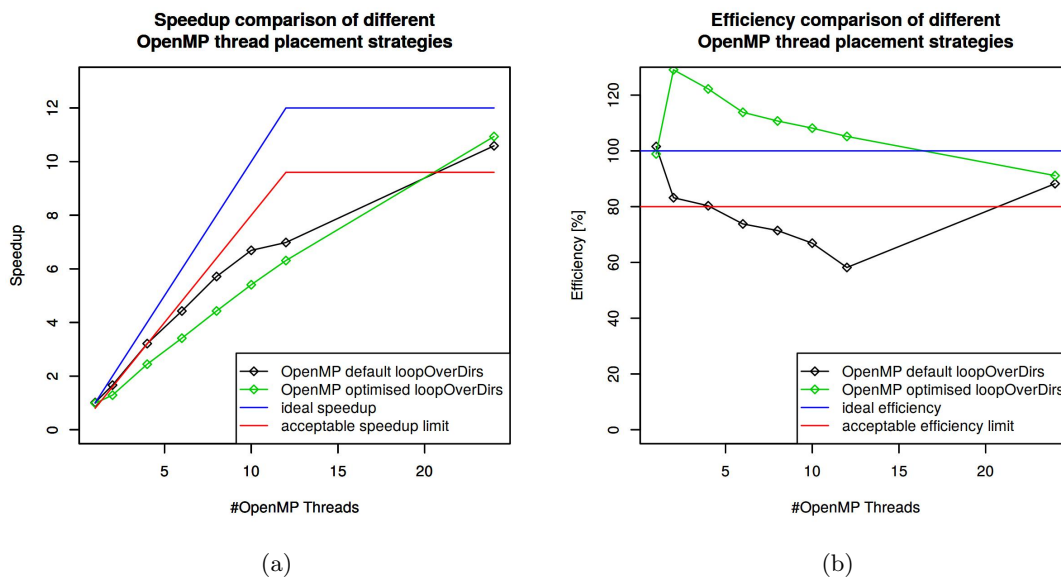 Speedup comparison of different
OpenMP thread placement strategies
Speedup
12
10
8
6
4
2
0
OpenMP default loopOverDirs
OpenMP optimised loopOverDirs
ideal speedup
acceptable speedup limit
5
10
15
20
#OpenMP Threads
(a)
Efficiency comparison of different
OpenMP thread placement strategies
Efficiency [%]
120
100
80
60
40
20
0
OpenMP default loopOverDirs
OpenMP optimised loopOverDirs
ideal efficiency
acceptable efficiency limit
5
10
15
20
#OpenMP Threads
(b)